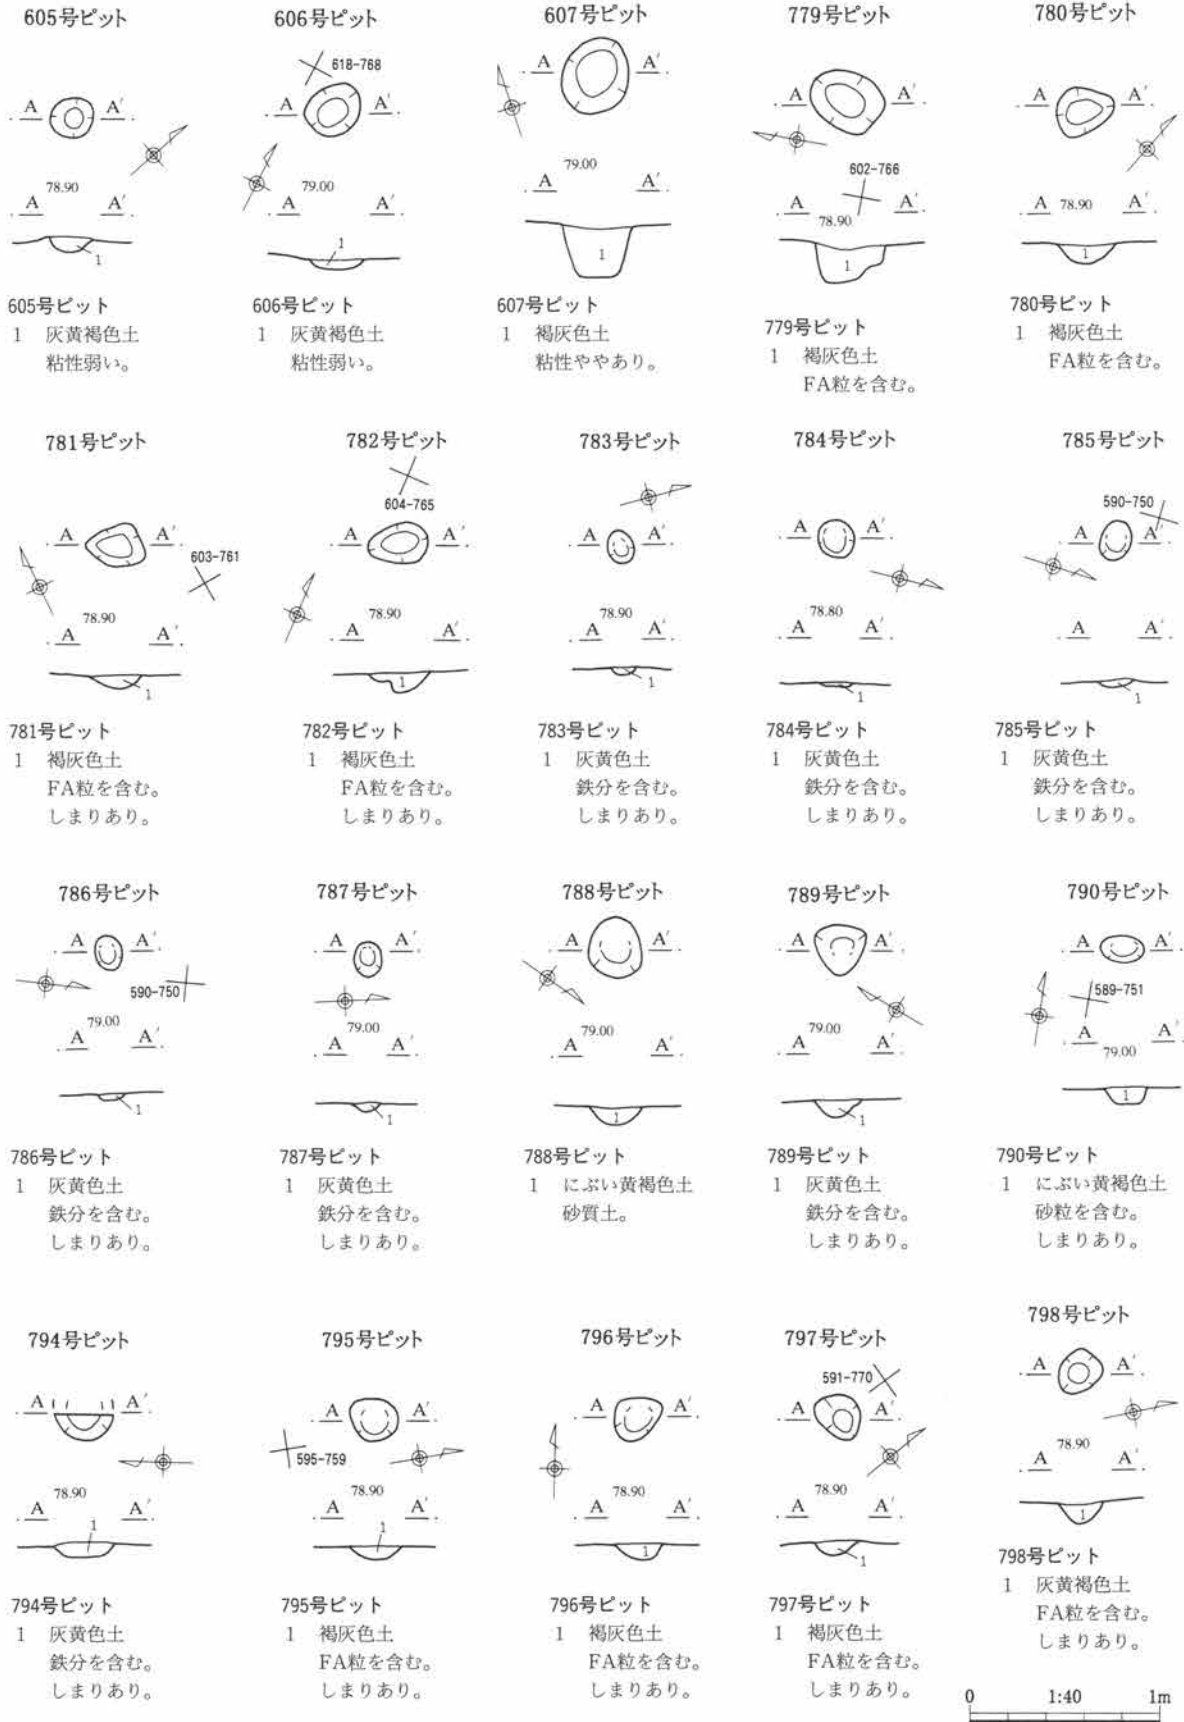 605号ピット
606号ピット
607号ピット
779号ピット
780号ピット
618-768
A A′
A A′
A A′
A A′
A A′
602-766
A 78.90 A′
A 79.00 A′
A 79.00 A′
A 78.90 A′
A 78.90 A′
1
1
1
1
1
605号ピット
1 灰黄褐色土
粘性弱い。
606号ピット
1 灰黄褐色土
粘性弱い。
607号ピット
1 褐灰色土
粘性ややあり。
779号ピット
1 褐灰色土
FA粒を含む。
780号ピット
1 褐灰色土
FA粒を含む。
781号ピット
782号ピット
783号ピット
784号ピット
785号ピット
604-765
590-750
A A′
A A′
A A′
A A′
A A′
603-761
A 78.90 A′
A 78.90 A′
A 78.90 A′
A 78.80 A′
A A′
1
1
1
1
1
781号ピット
1 褐灰色土
FA粒を含む。
しまりあり。
782号ピット
1 褐灰色土
FA粒を含む。
しまりあり。
783号ピット
1 灰黄色土
鉄分を含む。
しまりあり。
784号ピット
1 灰黄色土
鉄分を含む。
しまりあり。
785号ピット
1 灰黄色土
鉄分を含む。
しまりあり。
786号ピット
787号ピット
788号ピット
789号ピット
790号ピット
A A′
A A′
A A′
A A′
A A′
590-750
589-751
A 79.00 A′
A 79.00 A′
A 79.00 A′
A 79.00 A′
A 79.00 A′
1
1
1
1
1
786号ピット
1 灰黄色土
鉄分を含む。
しまりあり。
787号ピット
1 灰黄色土
鉄分を含む。
しまりあり。
788号ピット
1 にぶい黄褐色土
砂質土。
789号ピット
1 灰黄色土
鉄分を含む。
しまりあり。
790号ピット
1 にぶい黄褐色土
砂粒を含む。
しまりあり。
794号ピット
795号ピット
796号ピット
797号ピット
798号ピット
591-770
A A′
A A′
A A′
A A′
A A′
595-759
A 78.90 A′
A 78.90 A′
A 78.90 A′
A 78.90 A′
A 78.90 A′
1
1
1
1
1
794号ピット
1 灰黄色土
鉄分を含む。
しまりあり。
795号ピット
1 褐灰色土
FA粒を含む。
しまりあり。
796号ピット
1 褐灰色土
FA粒を含む。
しまりあり。
797号ピット
1 褐灰色土
FA粒を含む。
しまりあり。
798号ピット
1 灰黄褐色土
FA粒を含む。
しまりあり。
0 1:40 1m